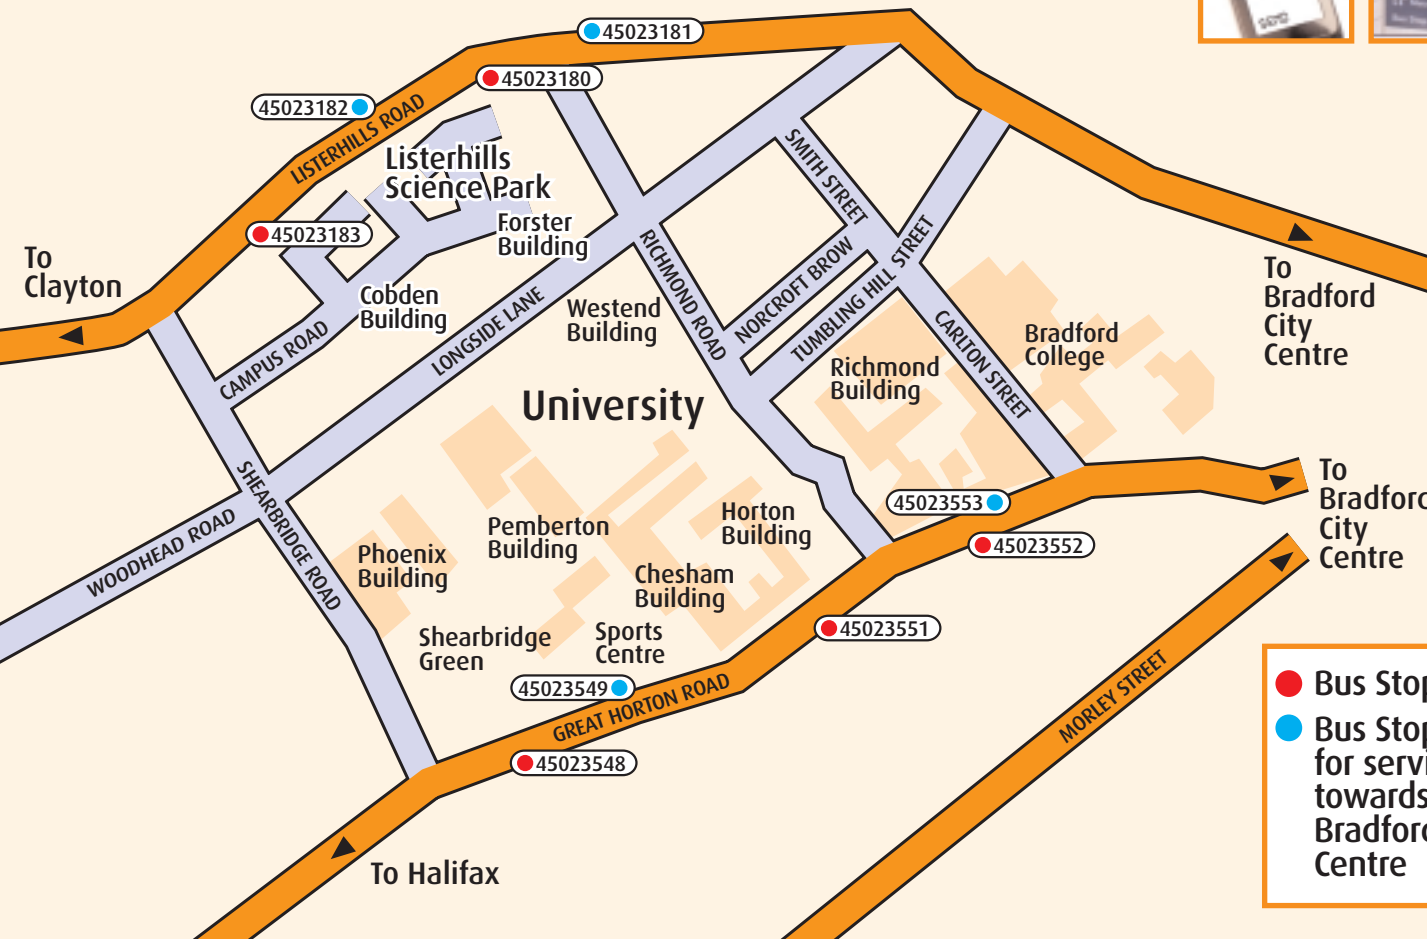 45023181
45023180
45023182
LISTERHILLS ROAD
Listerhills
Science Park
45023183
Forster
Building
To
Clayton
Cobden
Building
CAMPUS ROAD
LONGSIDE LANE
Westend
Building
RICHMOND ROAD
SMITH STREET
NORCROFT BROW
TUMBLING HILL STREET
CARLTON STREET
Richmond
Building
Bradford
College
To
Bradford
City
Centre
University
SHEARBRIDGE ROAD
WOODHEAD ROAD
Phoenix
Building
Pemberton
Building
Horton
Building
Chesham
Building
Shearbridge
Green
Sports
Centre
45023553
45023552
45023551
45023549
GREAT HORTON ROAD
45023548
To Halifax
MORLEY STREET
To
Bradford
City
Centre
Bus Stop
Bus Stop
for servi
towards
Bradford
Centre